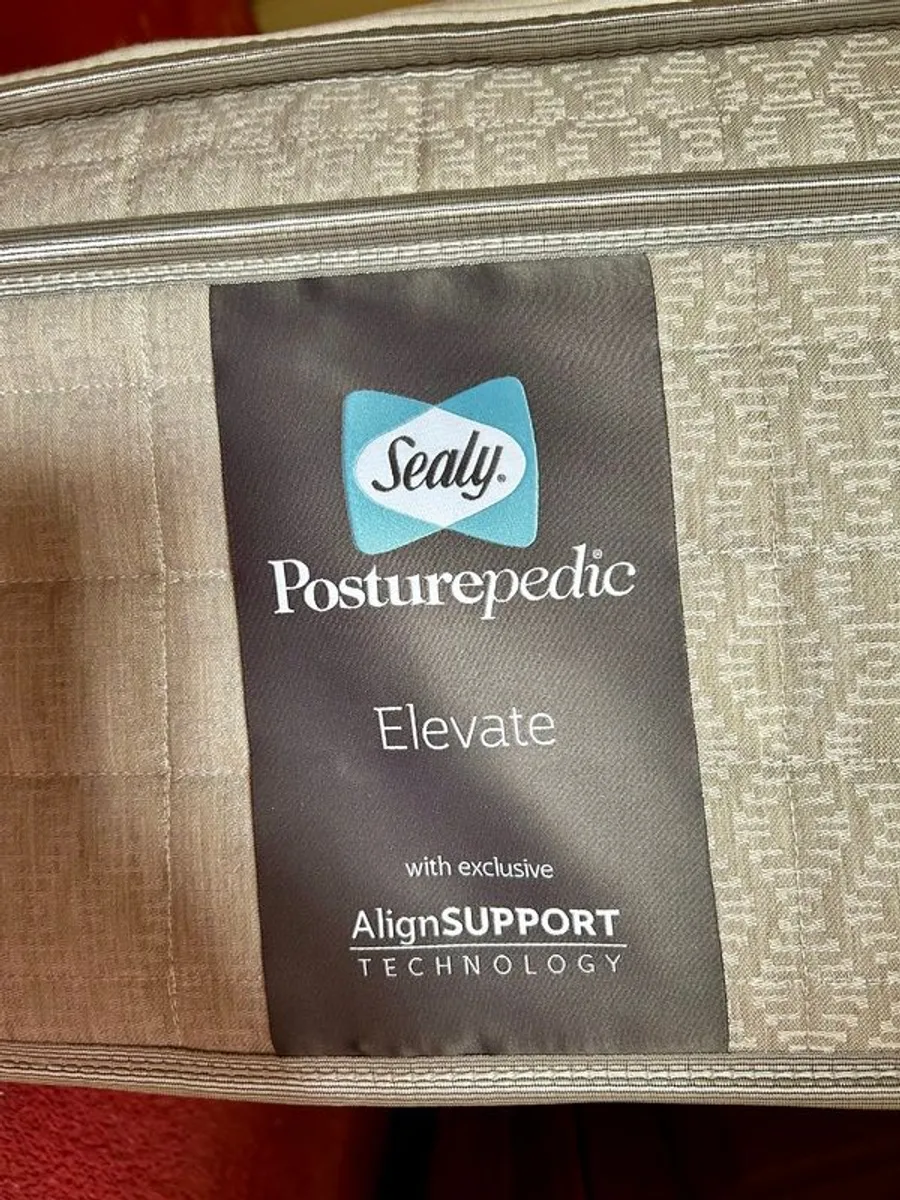 Sealy®
Posturepedic®
Elevate
with exclusive
AlignSUPPORT
TECHNOLOGY